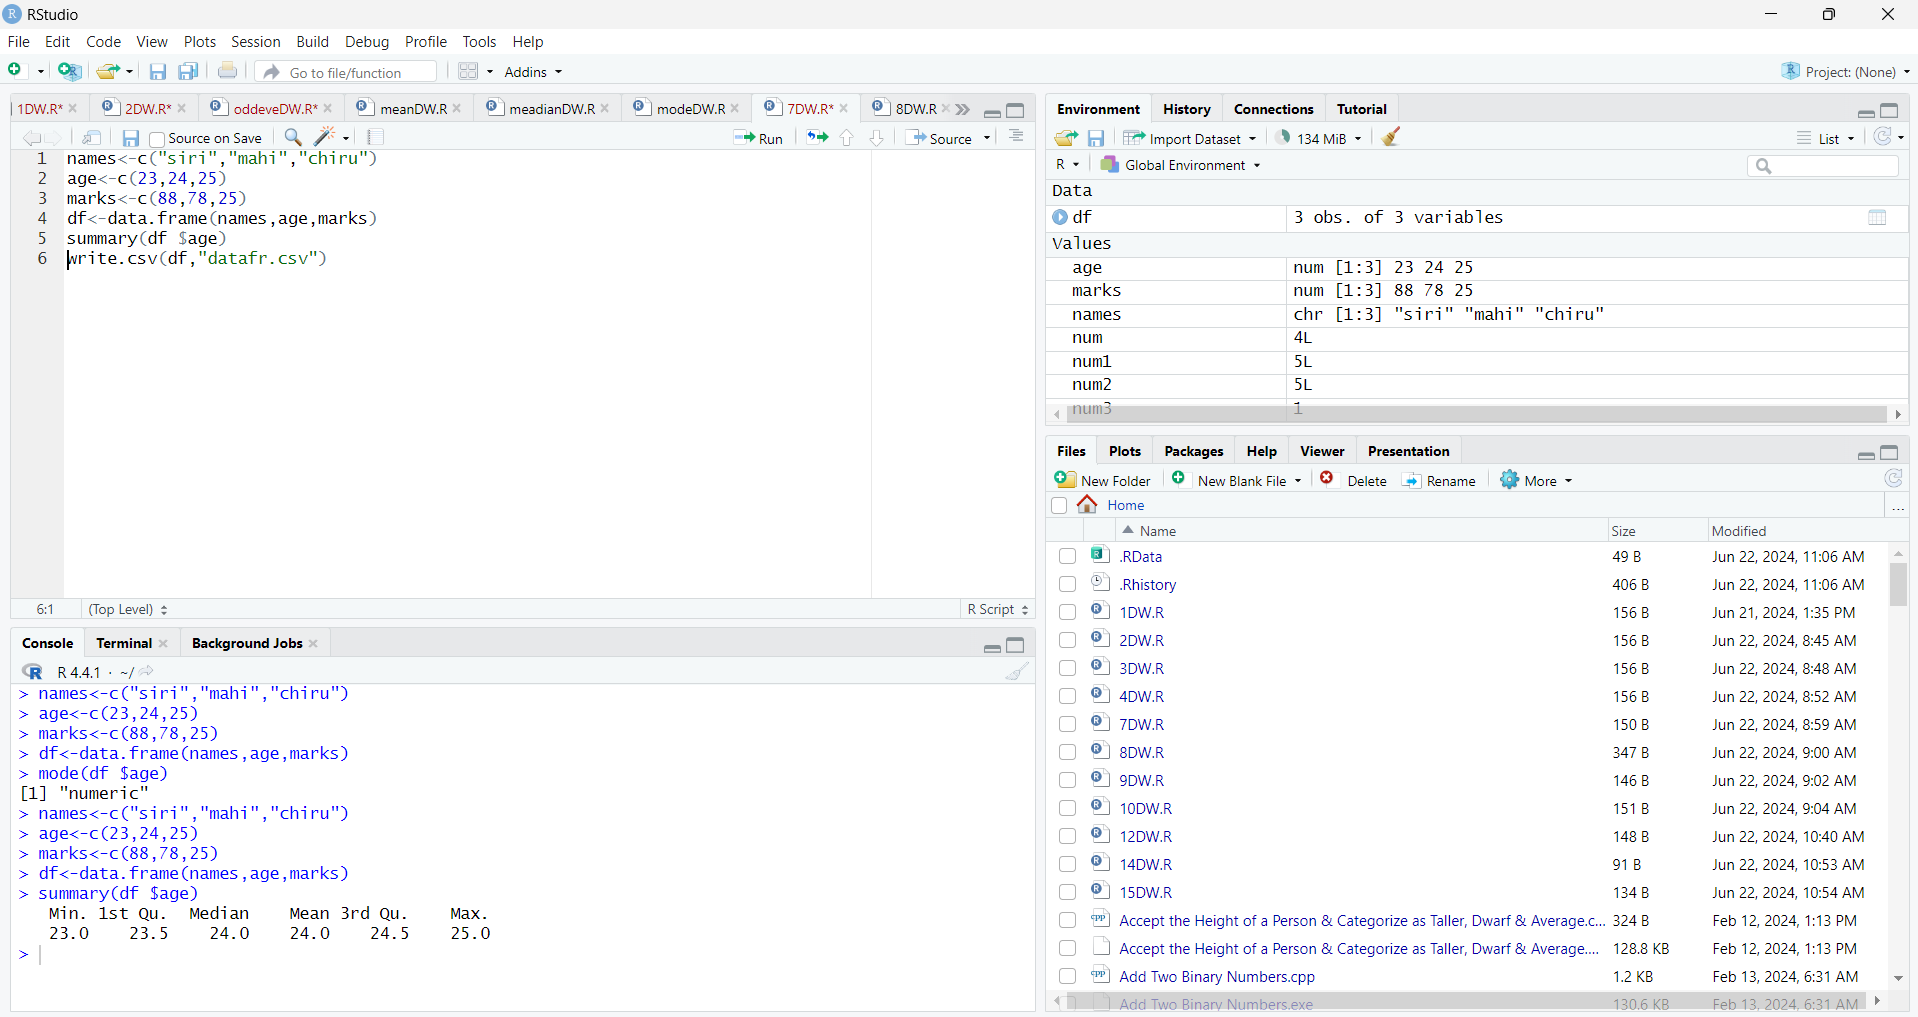 RStudio
File Edit Code View Plots Session Build Debug Profile Tools Help
Go to file/function Addins Project: (None)
1DW.R* 2DW.R* oddeveDW.R* meanDW.R meadianDW.R modeDW.R 7DW.R* 8DW.R
Source on Save Run Source
1 names<-c("siri","mahi","chiru")
2 age<-c(23,24,25)
3 marks<-c(88,78,25)
4 df<-data.frame(names,age,marks)
5 summary(df $age)
6 write.csv(df,"datafr.csv")
6:1 (Top Level) R Script
Console Terminal Background Jobs
R 4.4.1 · ~/
> names<-c("siri","mahi","chiru")
> age<-c(23,24,25)
> marks<-c(88,78,25)
> df<-data.frame(names,age,marks)
> mode(df $age)
[1] "numeric"
> names<-c("siri","mahi","chiru")
> age<-c(23,24,25)
> marks<-c(88,78,25)
> df<-data.frame(names,age,marks)
> summary(df $age)
Min. 1st Qu. Median Mean 3rd Qu. Max.
23.0 23.5 24.0 24.0 24.5 25.0
>
Environment History Connections Tutorial
Import Dataset 134 MiB List
R Global Environment
Data
df 3 obs. of 3 variables
Values
age num [1:3] 23 24 25
marks num [1:3] 88 78 25
names chr [1:3] "siri" "mahi" "chiru"
num 4L
num1 5L
num2 5L
num3 1
Files Plots Packages Help Viewer Presentation
New Folder New Blank File Delete Rename More
Home ...
Name Size Modified
.RData 49 B Jun 22, 2024, 11:06 AM
.Rhistory 406 B Jun 22, 2024, 11:06 AM
1DW.R 156 B Jun 21, 2024, 1:35 PM
2DW.R 156 B Jun 22, 2024, 8:45 AM
3DW.R 156 B Jun 22, 2024, 8:48 AM
4DW.R 156 B Jun 22, 2024, 8:52 AM
7DW.R 150 B Jun 22, 2024, 8:59 AM
8DW.R 347 B Jun 22, 2024, 9:00 AM
9DW.R 146 B Jun 22, 2024, 9:02 AM
10DW.R 151 B Jun 22, 2024, 9:04 AM
12DW.R 148 B Jun 22, 2024, 10:40 AM
14DW.R 91 B Jun 22, 2024, 10:53 AM
15DW.R 134 B Jun 22, 2024, 10:54 AM
Accept the Height of a Person & Categorize as Taller, Dwarf & Average.c... 324 B Feb 12, 2024, 1:13 PM
Accept the Height of a Person & Categorize as Taller, Dwarf & Average.... 128.8 KB Feb 12, 2024, 1:13 PM
Add Two Binary Numbers.cpp 1.2 KB Feb 13, 2024, 6:31 AM
Add Two Binary Numbers.exe 130.6 KB Feb 13, 2024, 6:31 AM